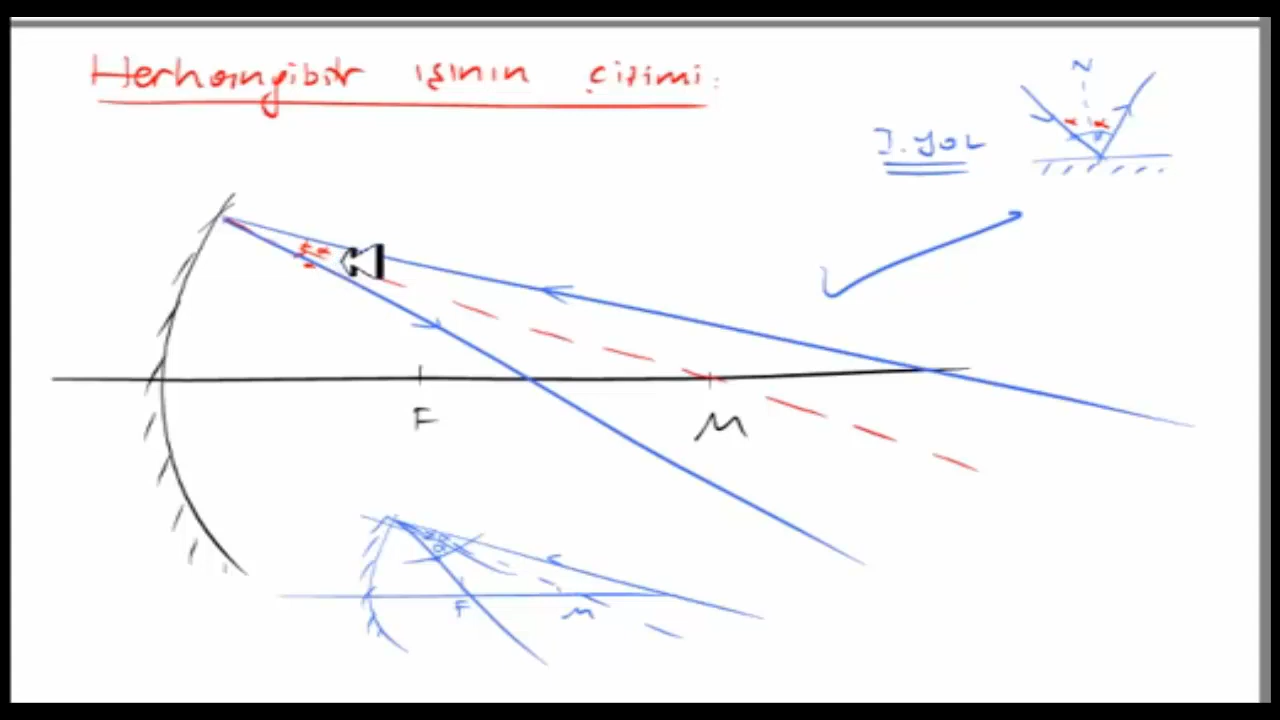 Herhangibir ışının çizimi:
I.yol
N
α α
α
α
F
M
F
M